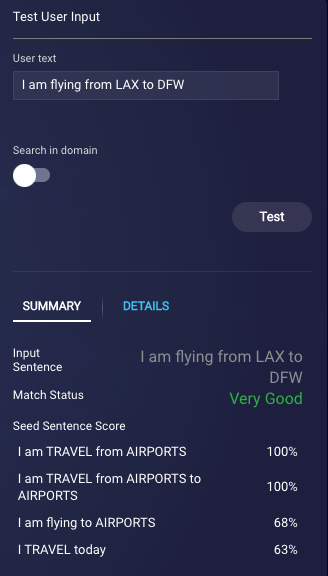 Test User Input
User text
I am flying from LAX to DFW
Search in domain
Test
SUMMARY
DETAILS
Input
Sentence
I am flying from LAX to
DFW
Match Status
Very Good
Seed Sentence Score
I am TRAVEL from AIRPORTS 100%
I am TRAVEL from AIRPORTS to
AIRPORTS
100%
I am flying to AIRPORTS 68%
I TRAVEL today 63%